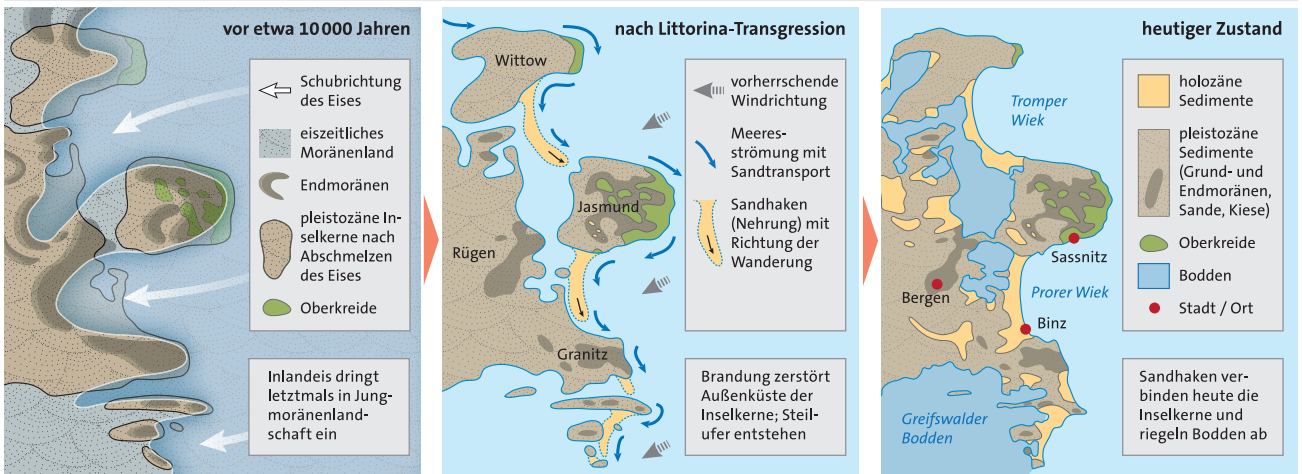 vor etwa 10 000 Jahren
Schubrichtung
des Eises
eiszeitliches
Moränenland
Endmoränen
pleistozäne In-
selkerne nach
Abschmelzen
des Eises
Oberkreide
Inlandeis dringt
letztmals in Jung-
moränenland-
schaft ein
nach Littorina-Transgression
Wittow
Jasmund
Rügen
Granitz
vorherrschende
Windrichtung
Meeres-
strömung mit
Sandtransport
Sandhaken
(Nehrung) mit
Richtung der
Wanderung
Brandung zerstört
Außenküste der
Inselkerne; Steil-
ufer entstehen
heutiger Zustand
Tromper
Wiek
Sassnitz
Prorer Wiek
Bergen
Binz
Greifswalder
Bodden
holozäne
Sedimente
pleistozäne
Sedimente
(Grund- und
Endmoränen,
Sande, Kiese)
Oberkreide
Bodden
Stadt / Ort
Sandhaken ver-
binden heute die
Inselkerne und
riegeln Bodden ab